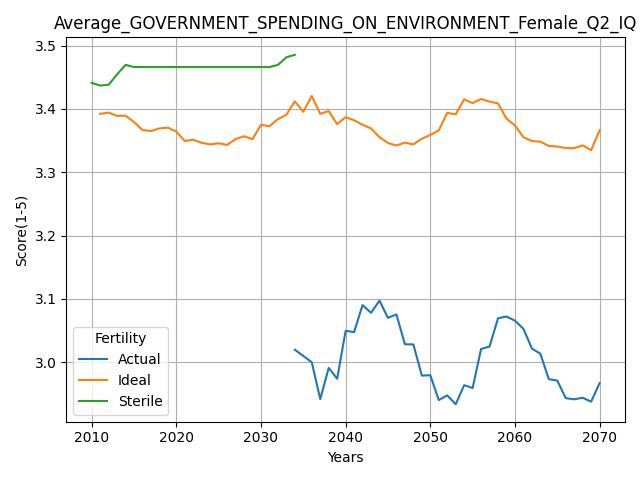 Average_GOVERNMENT_SPENDING_ON_ENVIRONMENT_Female_Q2_IQ
3.5
3.4
3.3
3.2
3.1
3.0
Score(1-5)
Fertility
Actual
Ideal
Sterile
2010 2020 2030 2040 2050 2060 2070
Years